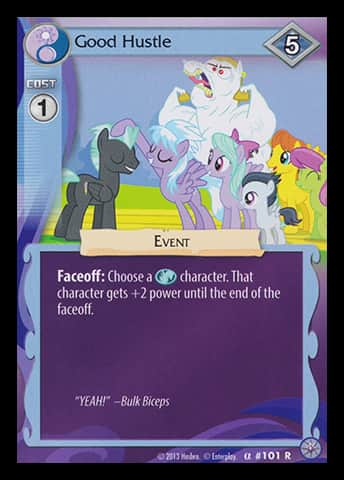 Good Hustle
5
COST
1
EVENT
Faceoff: Choose a character. That
character gets +2 power until the end of the
faceoff.
"YEAH!" –Bulk Biceps
© 2013 Hasbro. © Enterplay. α #101 R